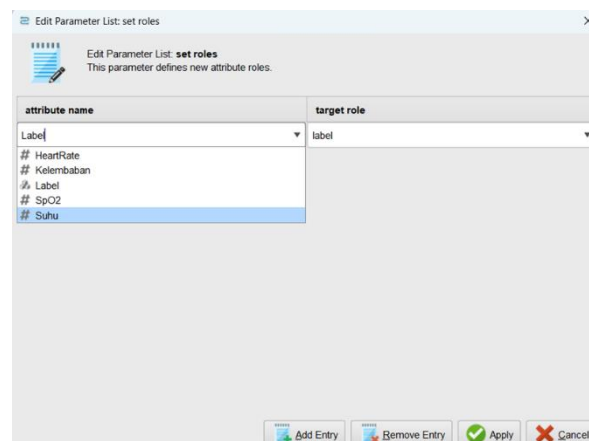 Edit Parameter List: set roles
Edit Parameter List: set roles
This parameter defines new attribute roles.
attribute name target role
Label label
# HeartRate
# Kelembaban
Label
# SpO2
# Suhu
Add Entry Remove Entry Apply Cancel